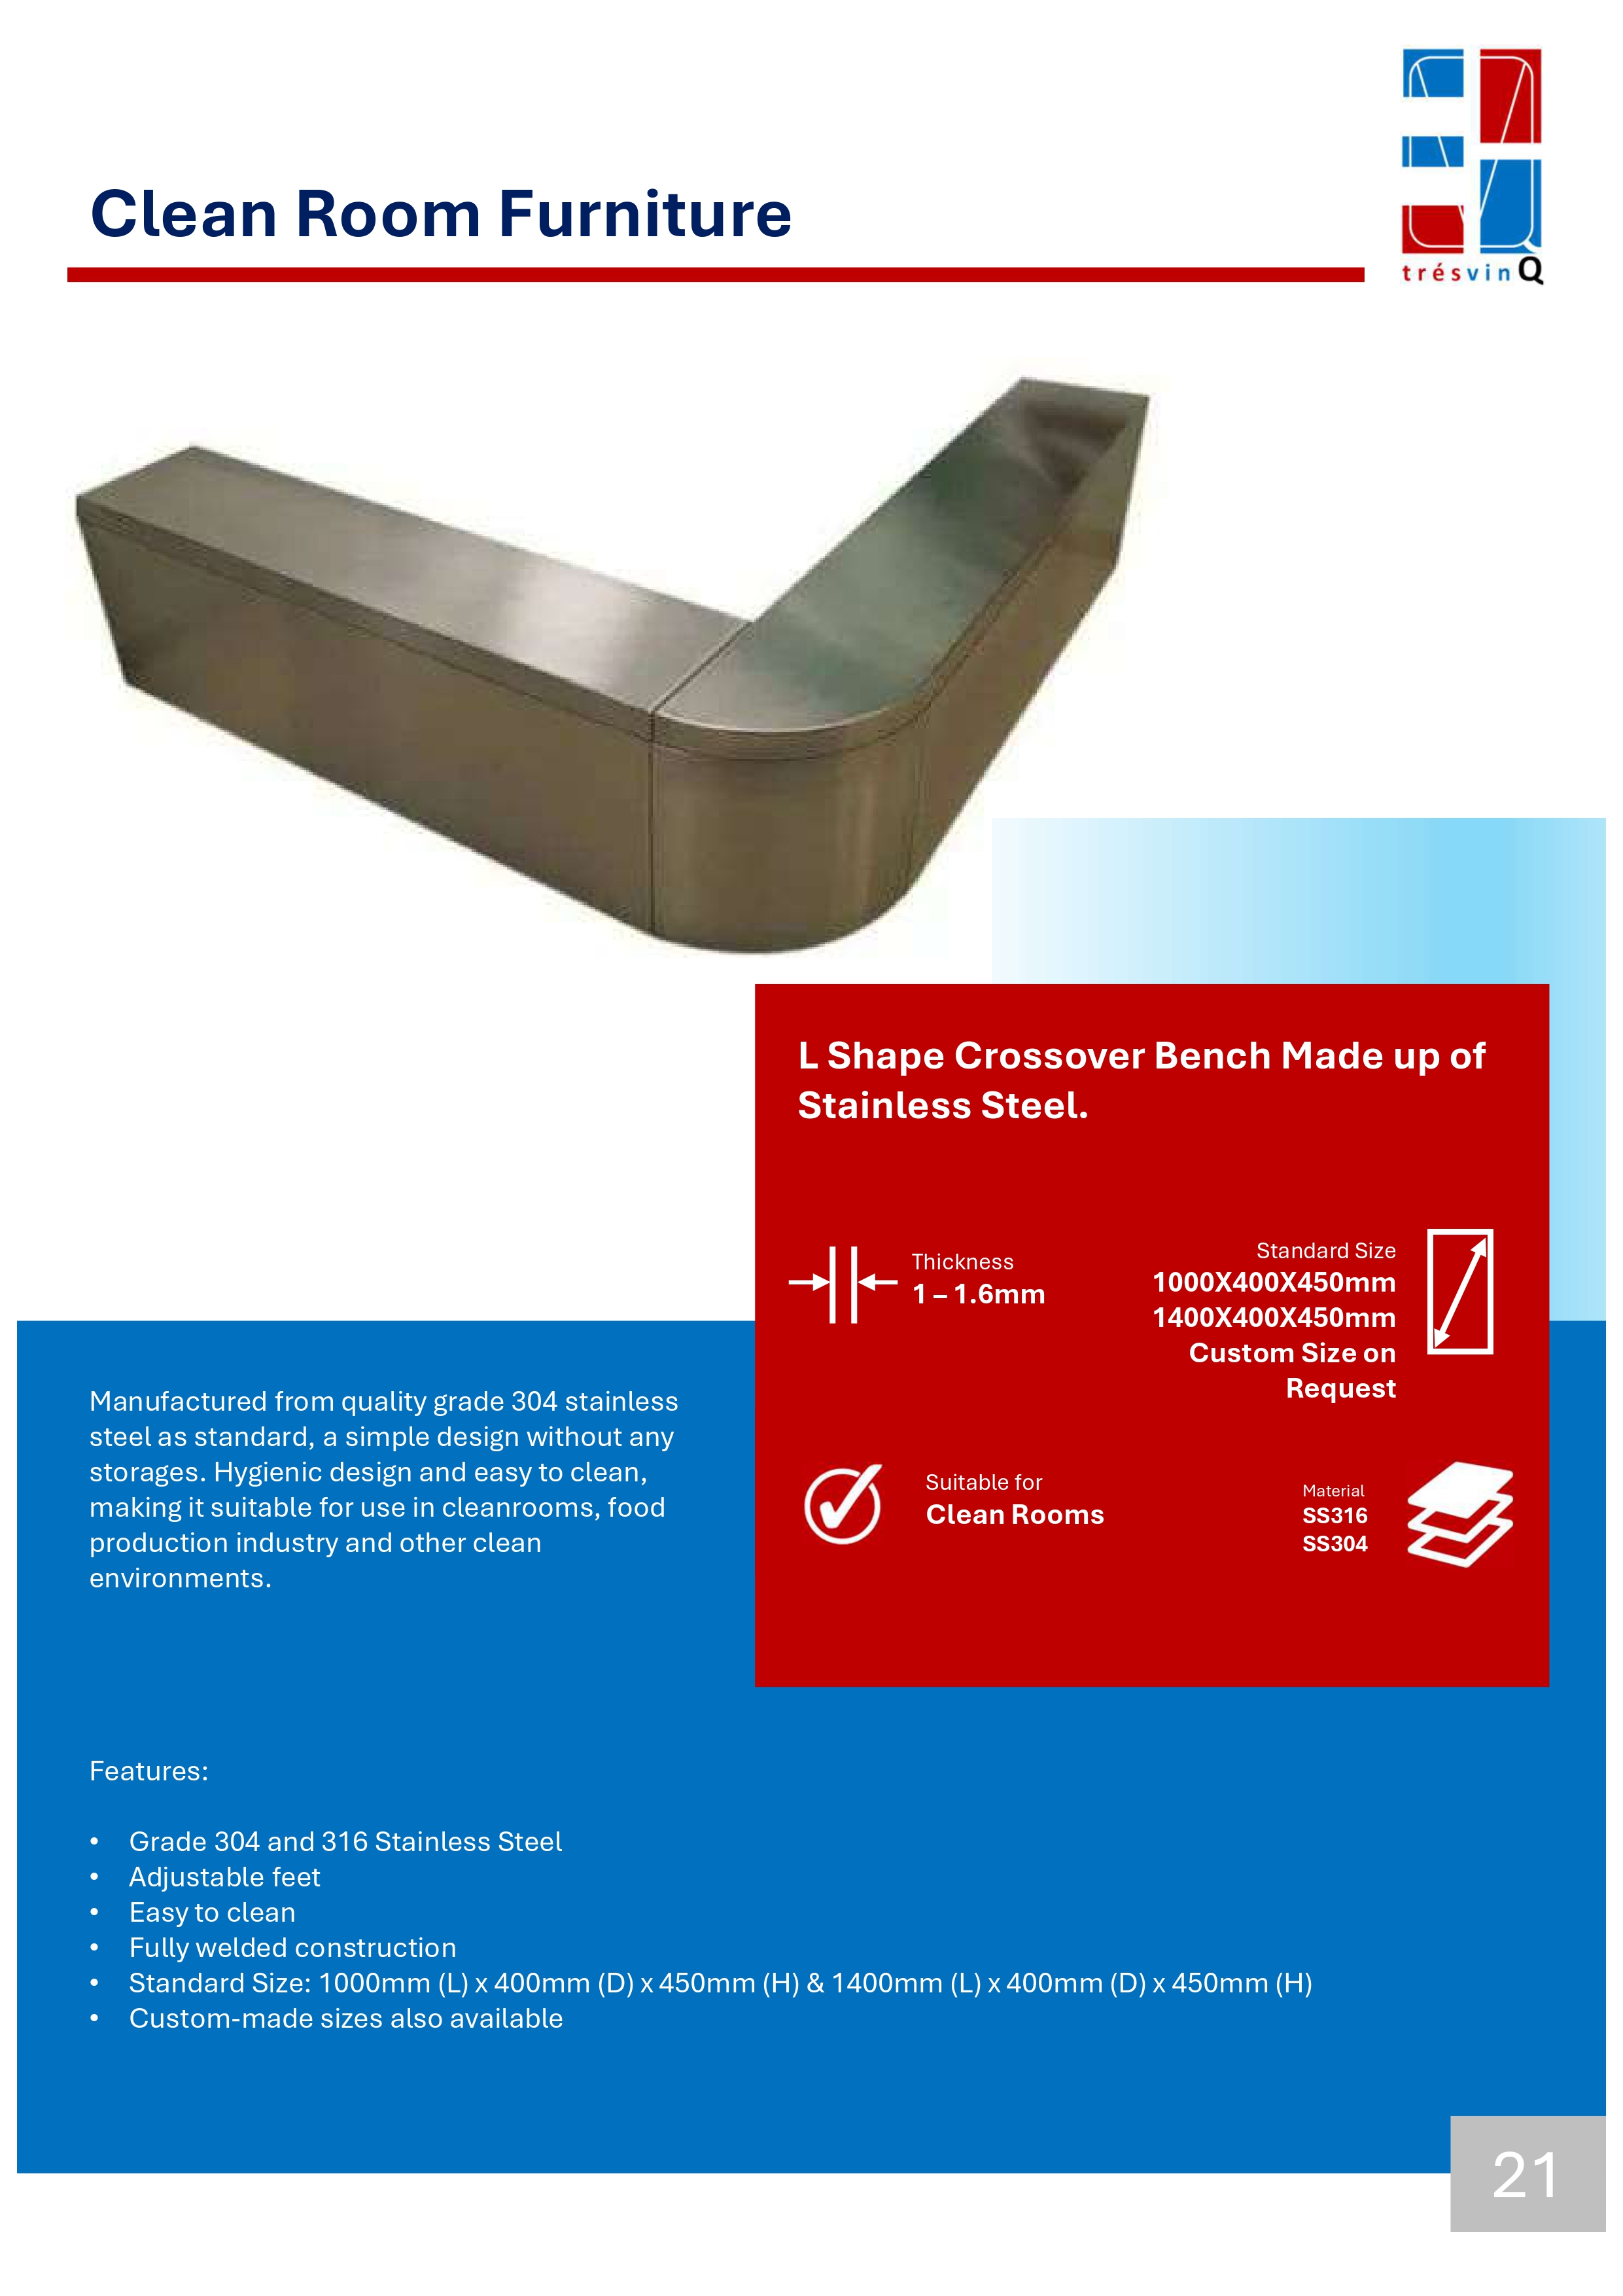 Clean Room Furniture
trésvinQ
L Shape Crossover Bench Made up of
Stainless Steel.
Thickness
1 – 1.6mm
Standard Size
1000X400X450mm
1400X400X450mm
Custom Size on
Request
Suitable for
Clean Rooms
Material
SS316
SS304
Manufactured from quality grade 304 stainless
steel as standard, a simple design without any
storages. Hygienic design and easy to clean,
making it suitable for use in cleanrooms, food
production industry and other clean
environments.
Features:
• Grade 304 and 316 Stainless Steel
• Adjustable feet
• Easy to clean
• Fully welded construction
• Standard Size: 1000mm (L) x 400mm (D) x 450mm (H) & 1400mm (L) x 400mm (D) x 450mm (H)
• Custom-made sizes also available
21